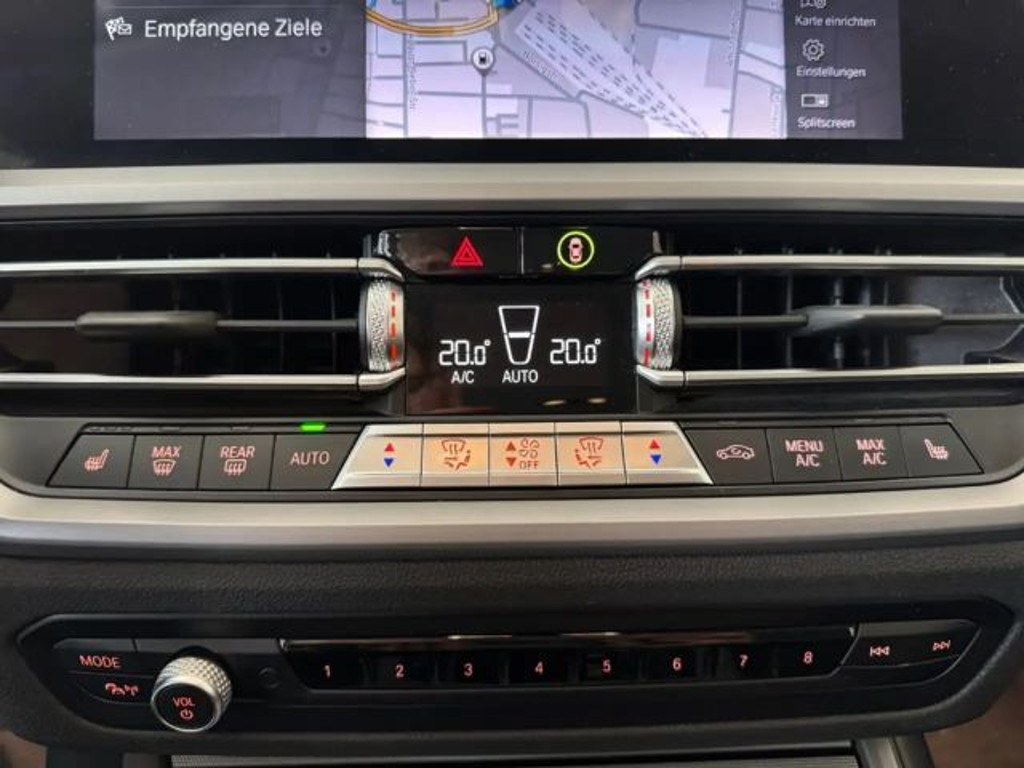 Empfangene Ziele
Karte einrichten
Einstellungen
Splitscreen
20.0° 20.0°
A/C AUTO
MAX
REAR
AUTO
OFF
MENU
A/C
MAX
A/C
MODE
VOL
1 2 3 4 5 6 7 8